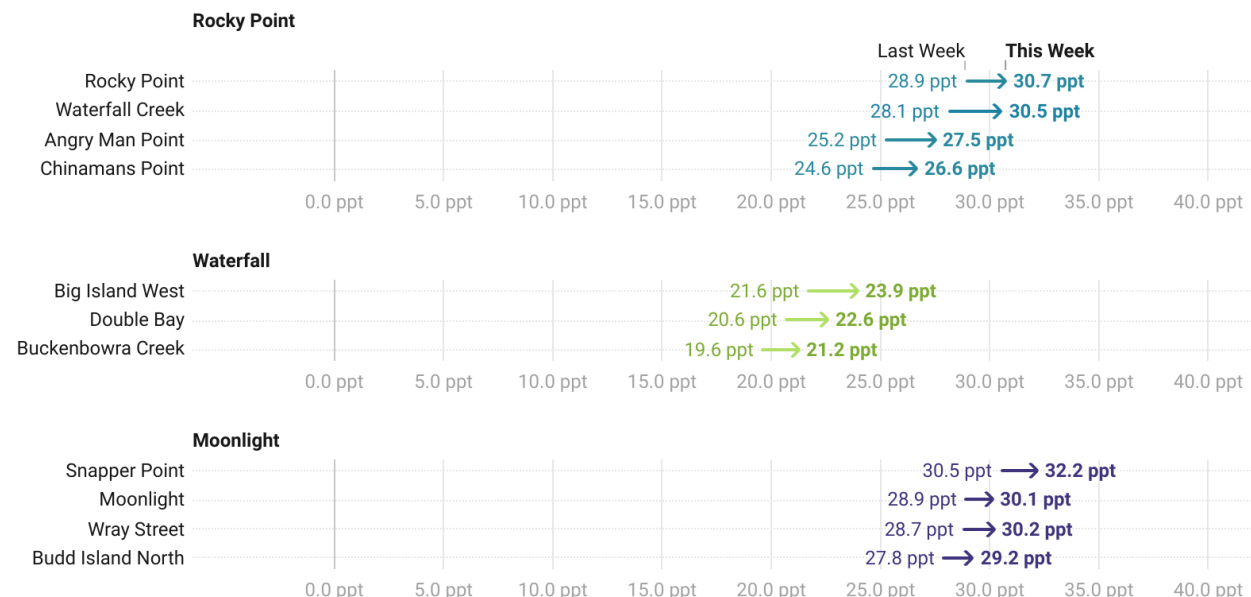 Rocky Point
Last Week This Week
Rocky Point 28.9 ppt 30.7 ppt
Waterfall Creek 28.1 ppt 30.5 ppt
Angry Man Point 25.2 ppt 27.5 ppt
Chinamans Point 24.6 ppt 26.6 ppt
0.0 ppt 5.0 ppt 10.0 ppt 15.0 ppt 20.0 ppt 25.0 ppt 30.0 ppt 35.0 ppt 40.0 ppt
Waterfall
Big Island West 21.6 ppt 23.9 ppt
Double Bay 20.6 ppt 22.6 ppt
Buckenbowra Creek 19.6 ppt 21.2 ppt
0.0 ppt 5.0 ppt 10.0 ppt 15.0 ppt 20.0 ppt 25.0 ppt 30.0 ppt 35.0 ppt 40.0 ppt
Moonlight
Snapper Point 30.5 ppt 32.2 ppt
Moonlight 28.9 ppt 30.1 ppt
Wray Street 28.7 ppt 30.2 ppt
Budd Island North 27.8 ppt 29.2 ppt
0.0 ppt 5.0 ppt 10.0 ppt 15.0 ppt 20.0 ppt 25.0 ppt 30.0 ppt 35.0 ppt 40.0 ppt